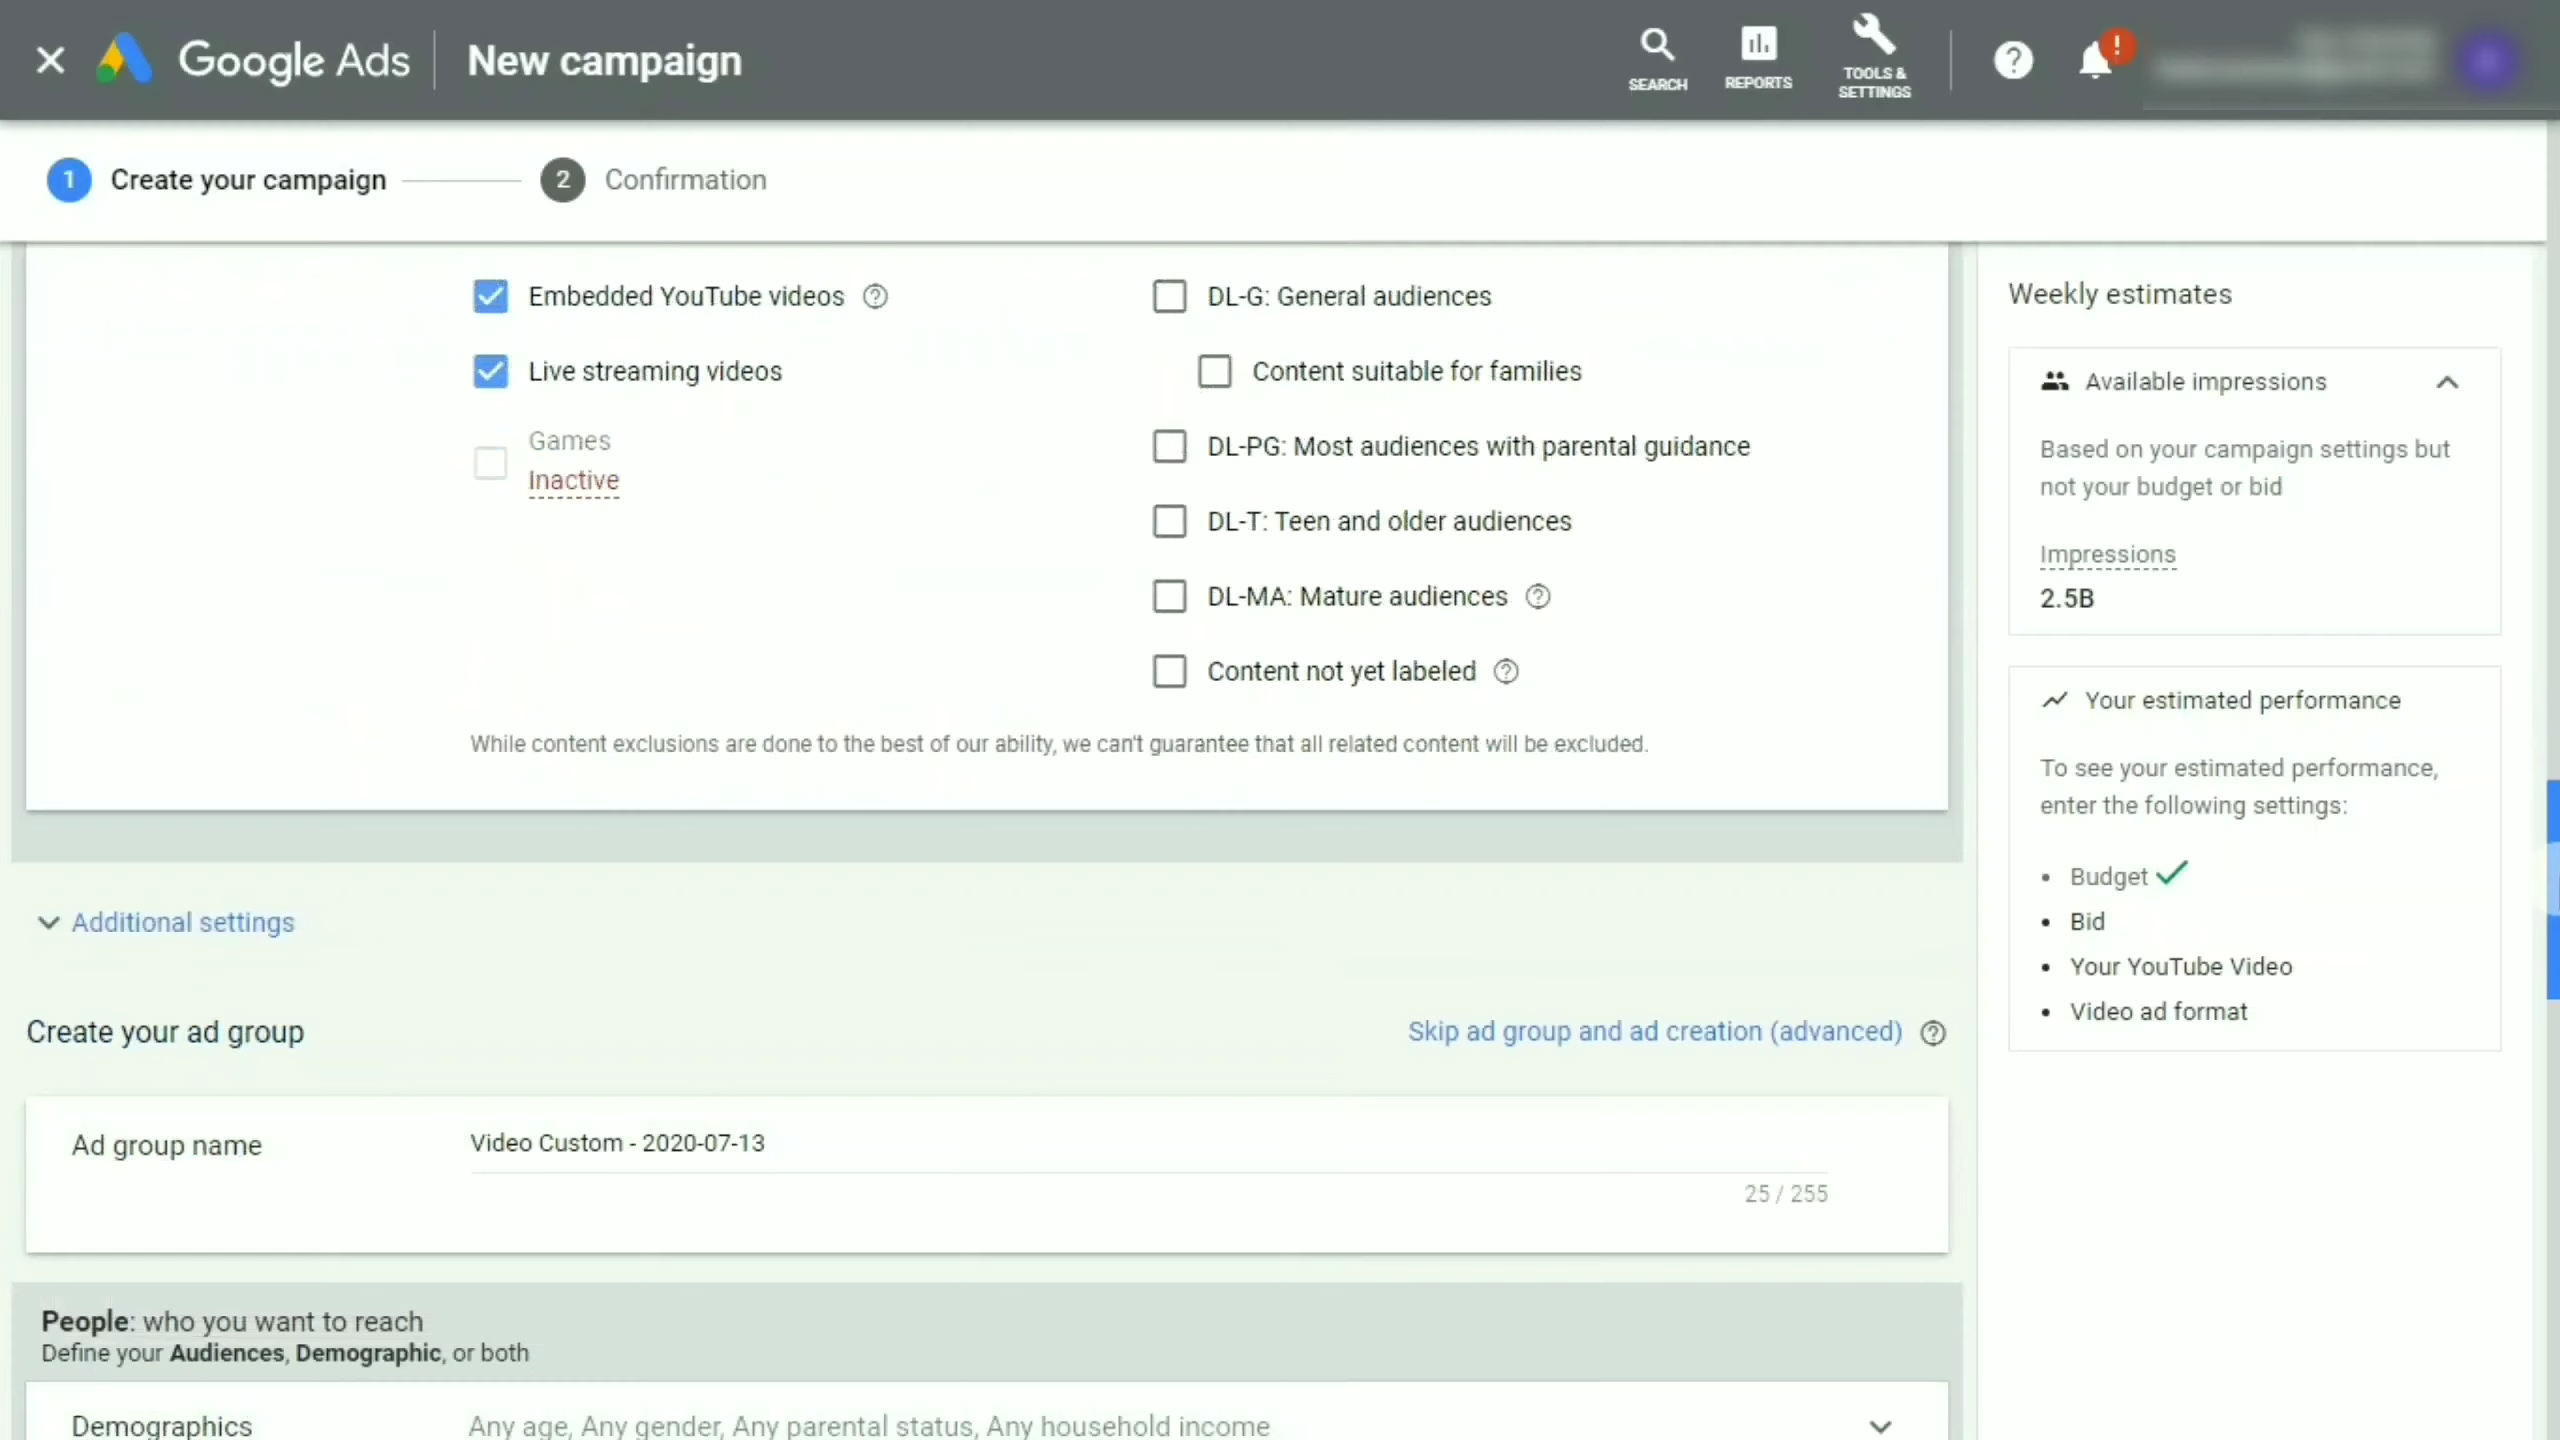 Google Ads
New campaign
SEARCH
REPORTS
TOOLS &
SETTINGS
?
!
1 Create your campaign
2 Confirmation
Embedded YouTube videos
Live streaming videos
Games
Inactive
DL-G: General audiences
Content suitable for families
DL-PG: Most audiences with parental guidance
DL-T: Teen and older audiences
DL-MA: Mature audiences
Content not yet labeled
While content exclusions are done to the best of our ability, we can't guarantee that all related content will be excluded.
Additional settings
Create your ad group
Skip ad group and ad creation (advanced)
Ad group name
Video Custom - 2020-07-13
25 / 255
People: who you want to reach
Define your Audiences, Demographic, or both
Demographics
Any age, Any gender, Any parental status, Any household income
Weekly estimates
Available impressions
Based on your campaign settings but
not your budget or bid
Impressions
2.5B
Your estimated performance
To see your estimated performance,
enter the following settings:
• Budget
• Bid
• Your YouTube Video
• Video ad format